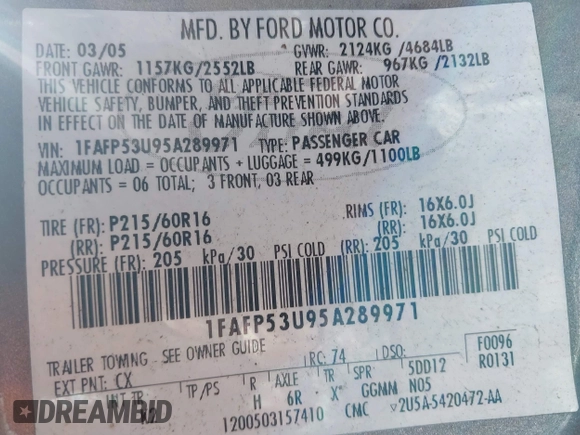 MFD. BY FORD MOTOR CO.
DATE: 03/05 GVWR: 2124KG /4684LB
FRONT GAWR: 1157KG/2552LB REAR GAWR: 967KG /2132LB
THIS VEHICLE CONFORMS TO ALL APPLICABLE FEDERAL MOTOR
VEHICLE SAFETY, BUMPER, AND THEFT PREVENTION STANDARDS
IN EFFECT ON THE DATE OF MANUFACTURE SHOWN ABOVE.
VIN: 1FAFP53U95A289971 TYPE: PASSENGER CAR
MAXIMUM LOAD = OCCUPANTS + LUGGAGE = 499KG/1100LB
OCCUPANTS = 06 TOTAL; 3 FRONT, 03 REAR
TIRE (FR): P215/60R16 RIMS (FR): 16X6.0J
(RR): P215/60R16 (RR): 16X6.0J
PRESSURE (FR): 205 kPa/30 PSI COLD (RR): 205 kPa/30 PSI COLD
1FAFP53U95A289971
TRAILER TOWING - SEE OWNER GUIDE RC: 74 DSO: F0096
EXT PNT: CX 5DD12 R0131
INT TR TP/PS R AXLE TR SPR
H 6R X GGMM N05
1200503157410 CMC 2U5A-5420472-AA
DREAMBID